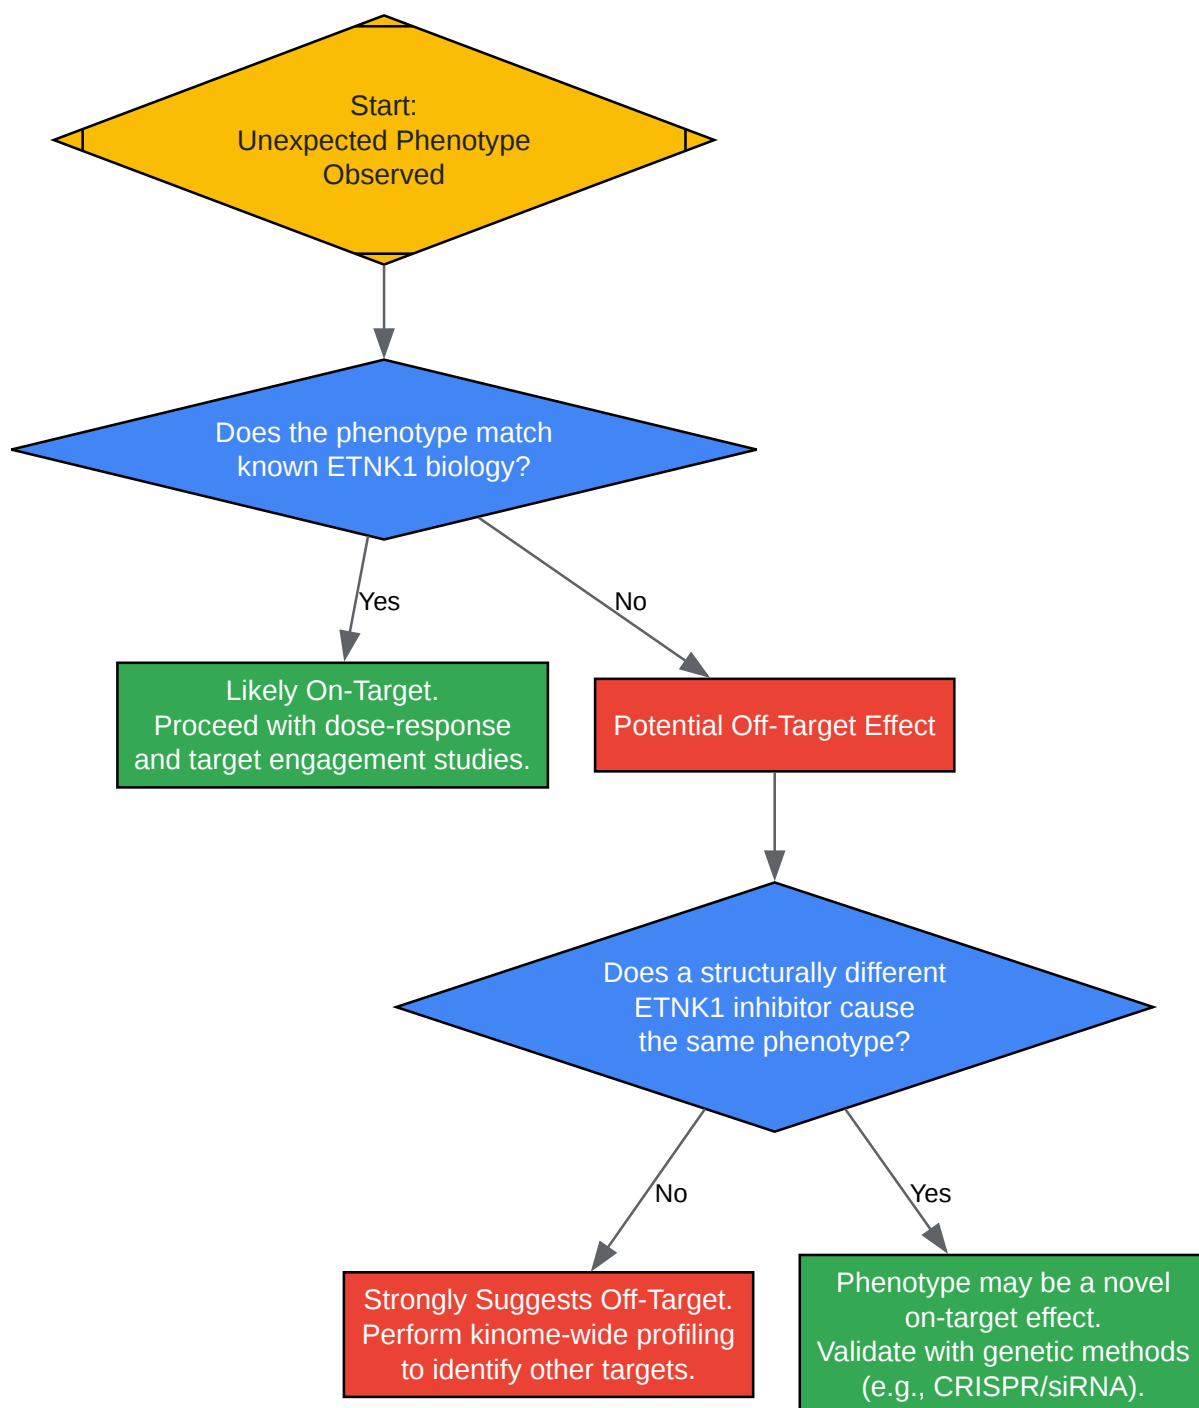 Start:
Unexpected Phenotype
Observed
Does the phenotype match
known ETNK1 biology?
Yes
No
Likely On-Target.
Proceed with dose-response
and target engagement studies.
Potential Off-Target Effect
Does a structurally different
ETNK1 inhibitor cause
the same phenotype?
No
Yes
Strongly Suggests Off-Target.
Perform kinome-wide profiling
to identify other targets.
Phenotype may be a novel
on-target effect.
Validate with genetic methods
(e.g., CRISPR/siRNA).